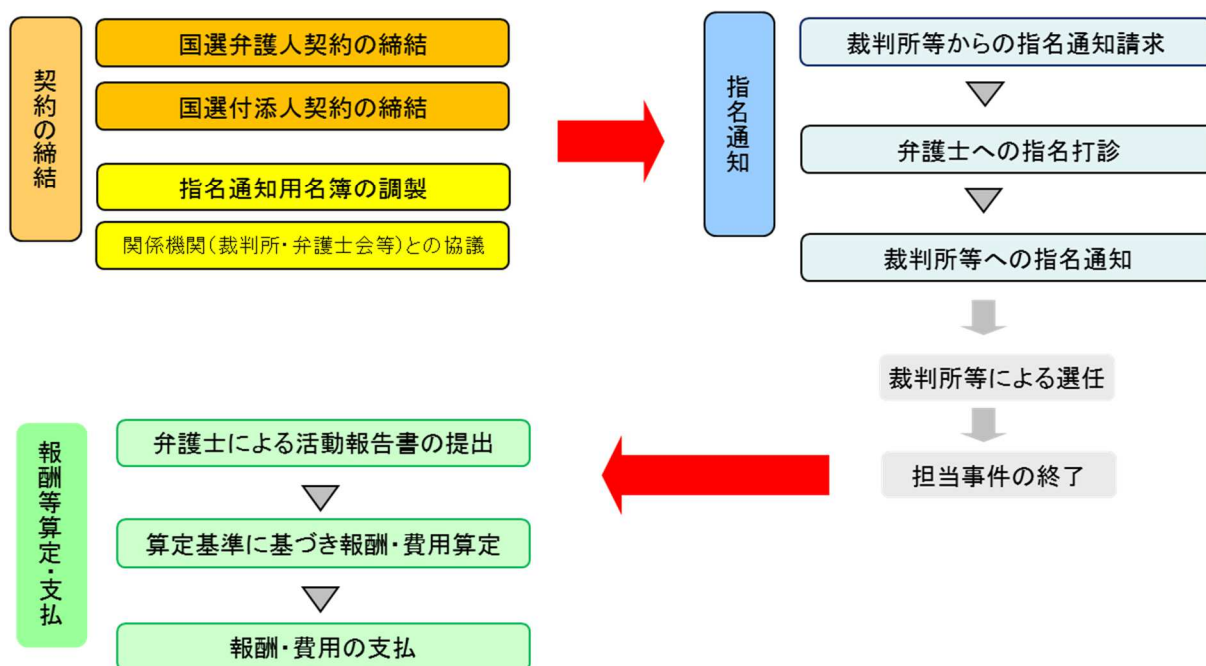 契約の締結
国選弁護人契約の締結
国選付添人契約の締結
指名通知用名簿の調製
関係機関(裁判所・弁護士会等)との協議
指名通知
裁判所等からの指名通知請求
弁護士への指名打診
裁判所等への指名通知
裁判所等による選任
担当事件の終了
報酬等算定・支払
弁護士による活動報告書の提出
算定基準に基づき報酬・費用算定
報酬・費用の支払